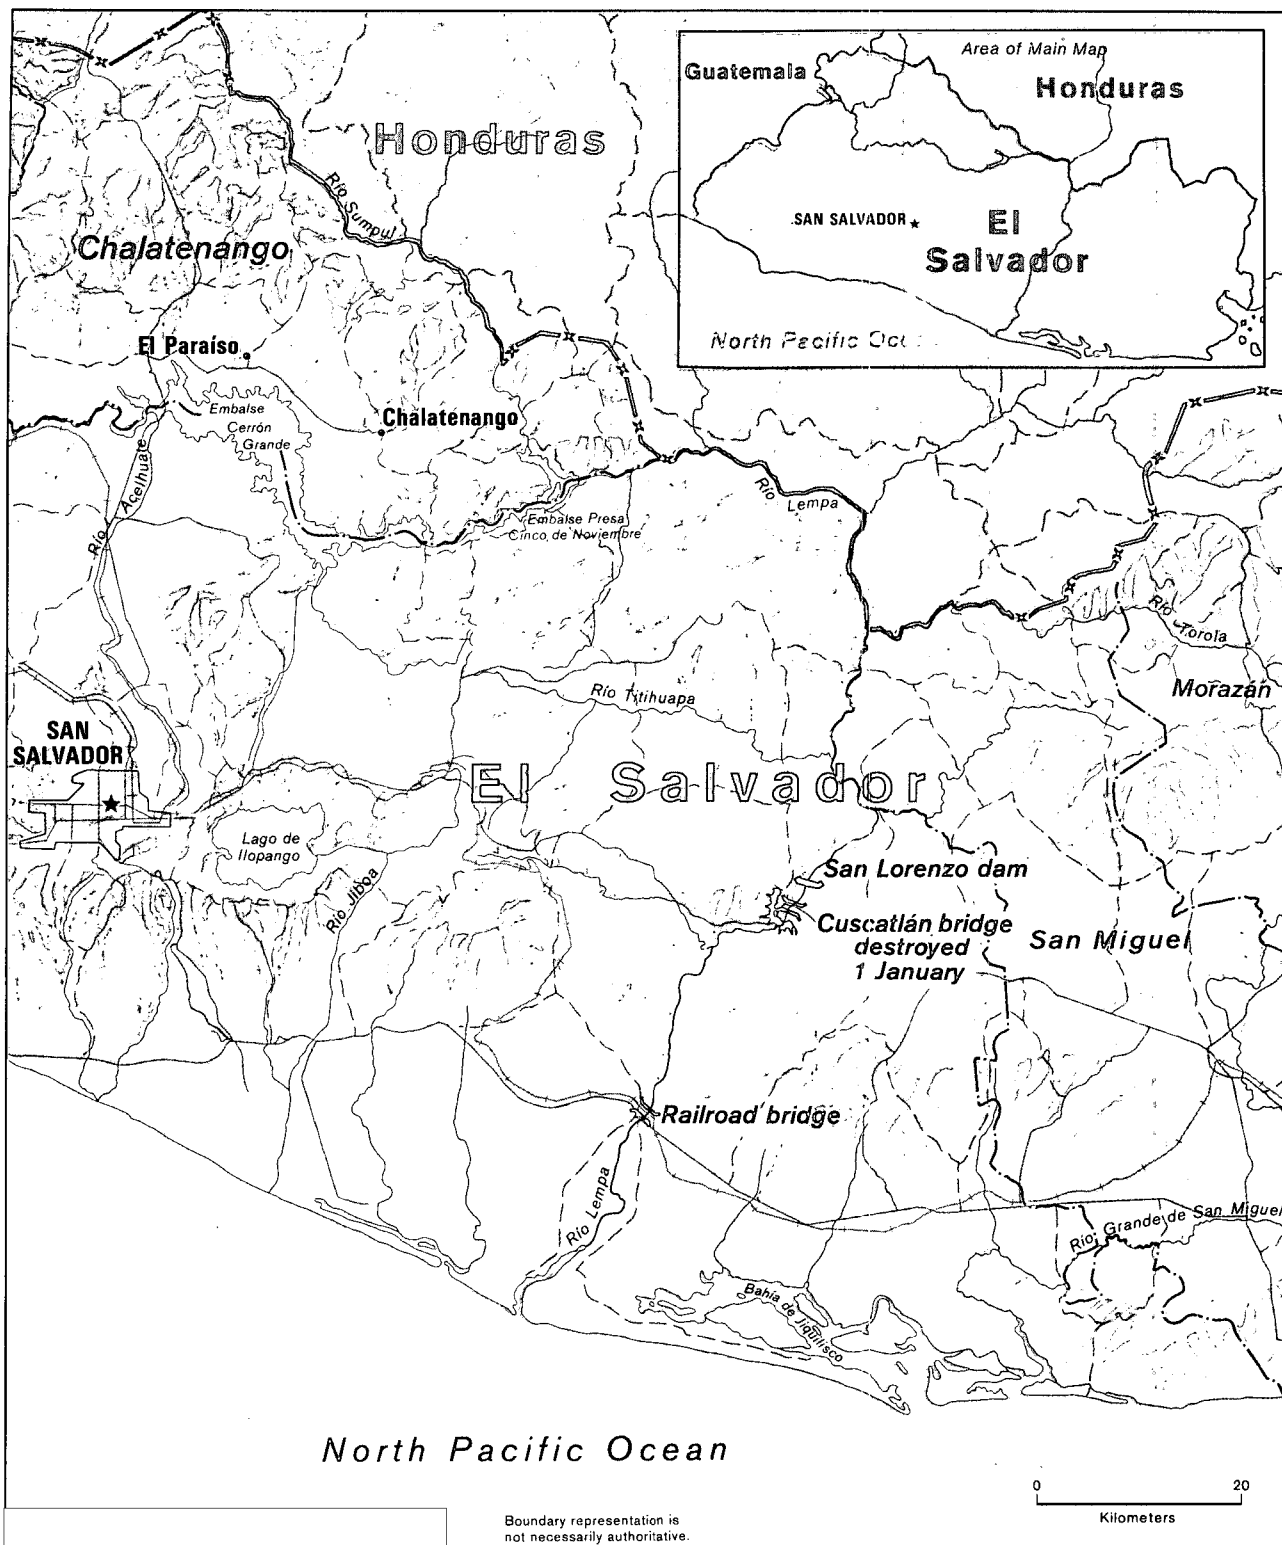 Area of Main Map
Guatemala
Honduras
SAN SALVADOR
El
Salvador
North Pacific
Honduras
Río Sumpul
Chalatenango
El Paraíso
Chalatenango
Embalse
Cerrón
Grande
Río Acelhuate
Embalse Presa
Cinco de Noviembre
Río
Lempa
Río Torola
Morazán
Río Titihuapa
SAN
SALVADOR
El Salvador
Lago de
Ilopango
Río Jiboa
San Lorenzo dam
Cuscatlán bridge
destroyed
1 January
San Miguel
Railroad bridge
Río Lempa
Río Grande de San Miguel
Bahía de Jiquilisco
North Pacific Ocean
0 20
Kilometers
Boundary representation is
not necessarily authoritative.